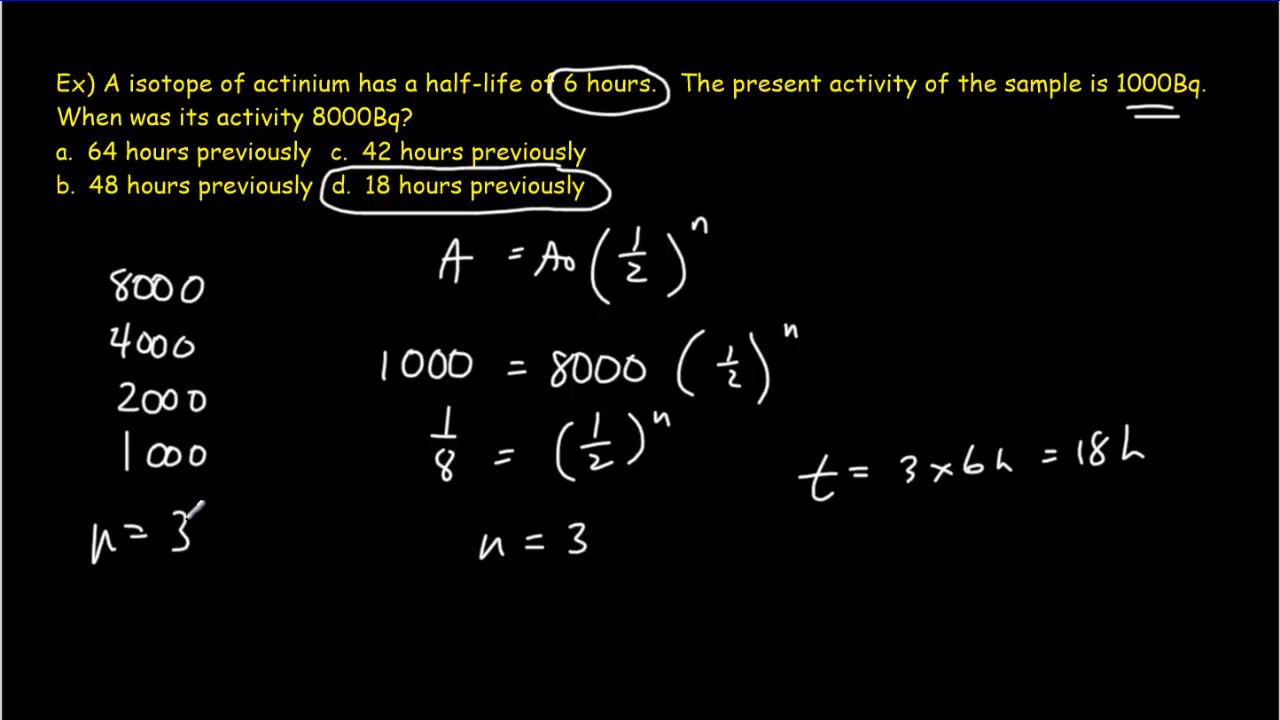 Ex) A isotope of actinium has a half-life of 6 hours. The present activity of the sample is 1000Bq.
When was its activity 8000Bq?
a. 64 hours previously c. 42 hours previously
b. 48 hours previously d. 18 hours previously
A = A₀ (1/2)ⁿ
8000
4000
2000
1000
n = 3
1000 = 8000 (1/2)ⁿ
1/8 = (1/2)ⁿ
n = 3
t = 3 x 6h = 18h